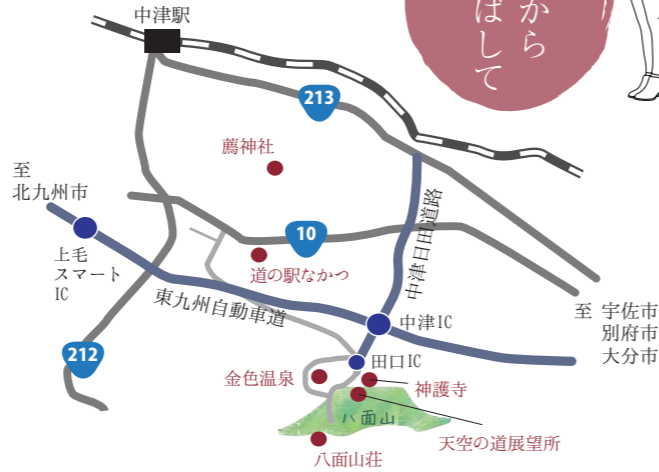 から
ばして
中津駅
213
薦神社
至
北九州市
上毛
スマート
IC
10
道の駅なかつ
中津日田道路
東九州自動車道
中津IC
至 宇佐市
別府市
大分市
212
田口IC
金色温泉
神護寺
八面山
天空の道展望所
八面山荘